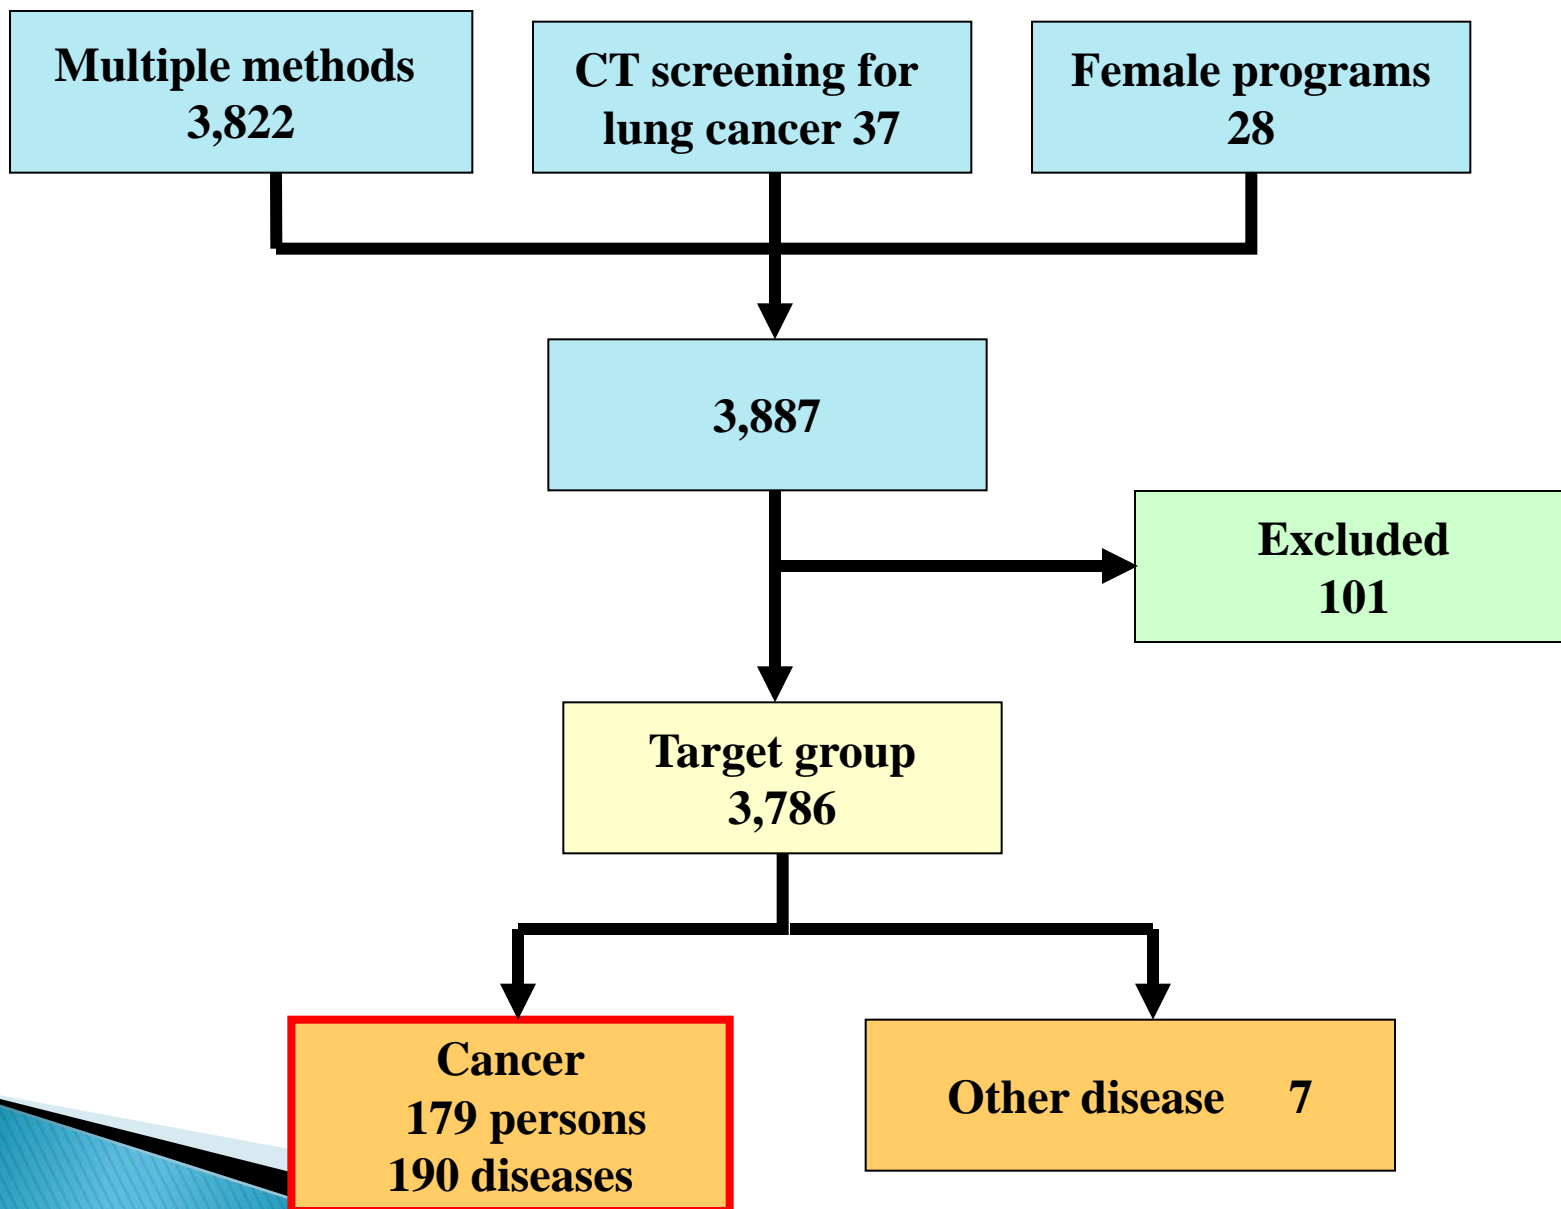 Multiple methods
3,822
CT screening for
lung cancer 37
Female programs
28
3,887
Excluded
101
Target group
3,786
Cancer
179 persons
190 diseases
Other disease 7